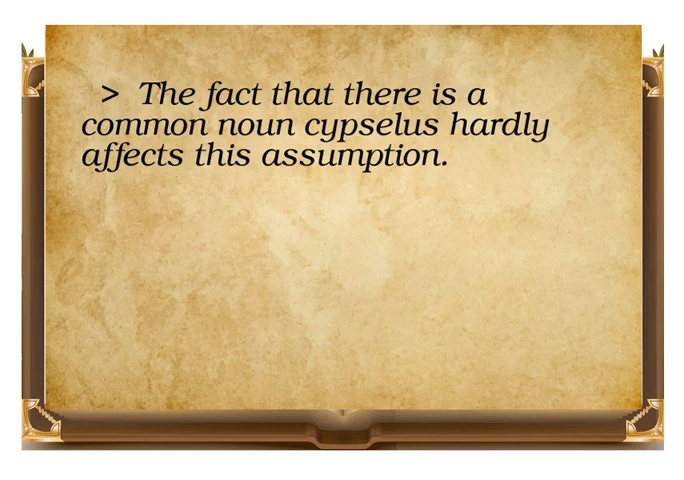 > The fact that there is a
common noun cypselus hardly
affects this assumption.